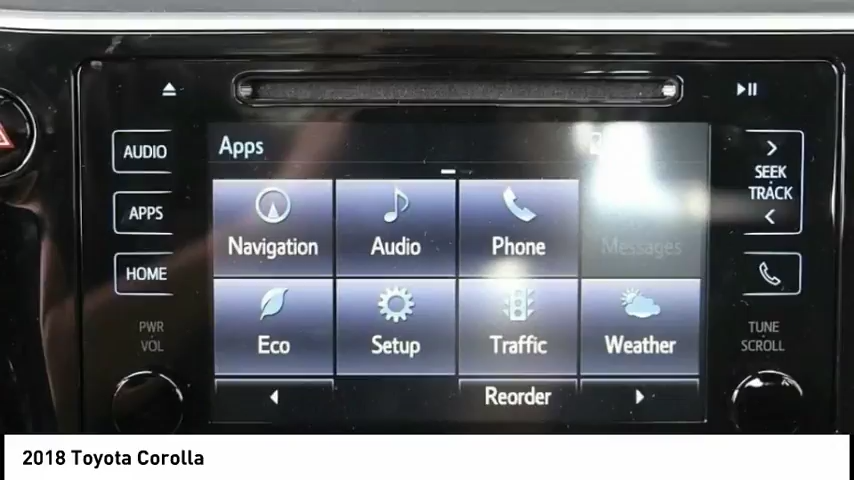 AUDIO
APPS
HOME
PWR
VOL
Apps
Navigation
Audio
Phone
Messages
Eco
Setup
Traffic
Weather
Reorder
SEEK
TRACK
TUNE
SCROLL
2018 Toyota Corolla